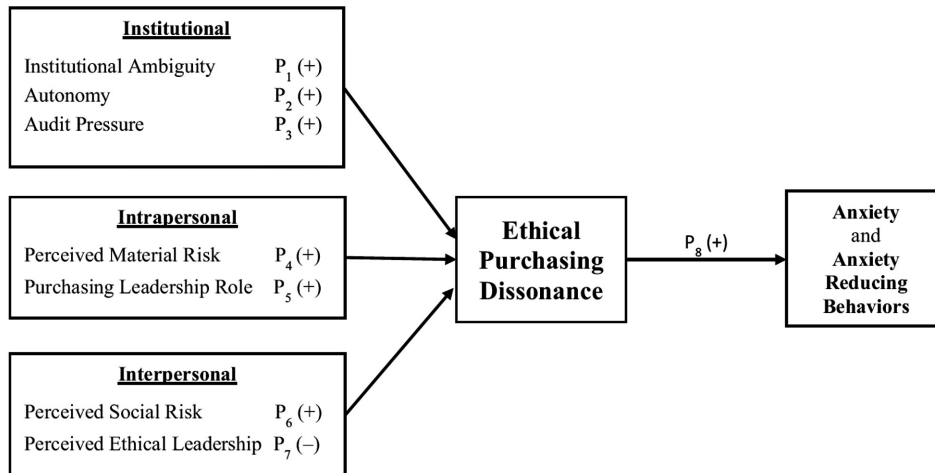 Institutional
Institutional Ambiguity P₁ (+)
Autonomy P₂ (+)
Audit Pressure P₃ (+)
Intrapersonal
Perceived Material Risk P₄ (+)
Purchasing Leadership Role P₅ (+)
Interpersonal
Perceived Social Risk P₆ (+)
Perceived Ethical Leadership P₇ (–)
Ethical
Purchasing
Dissonance
P₈ (+)
Anxiety
and
Anxiety
Reducing
Behaviors